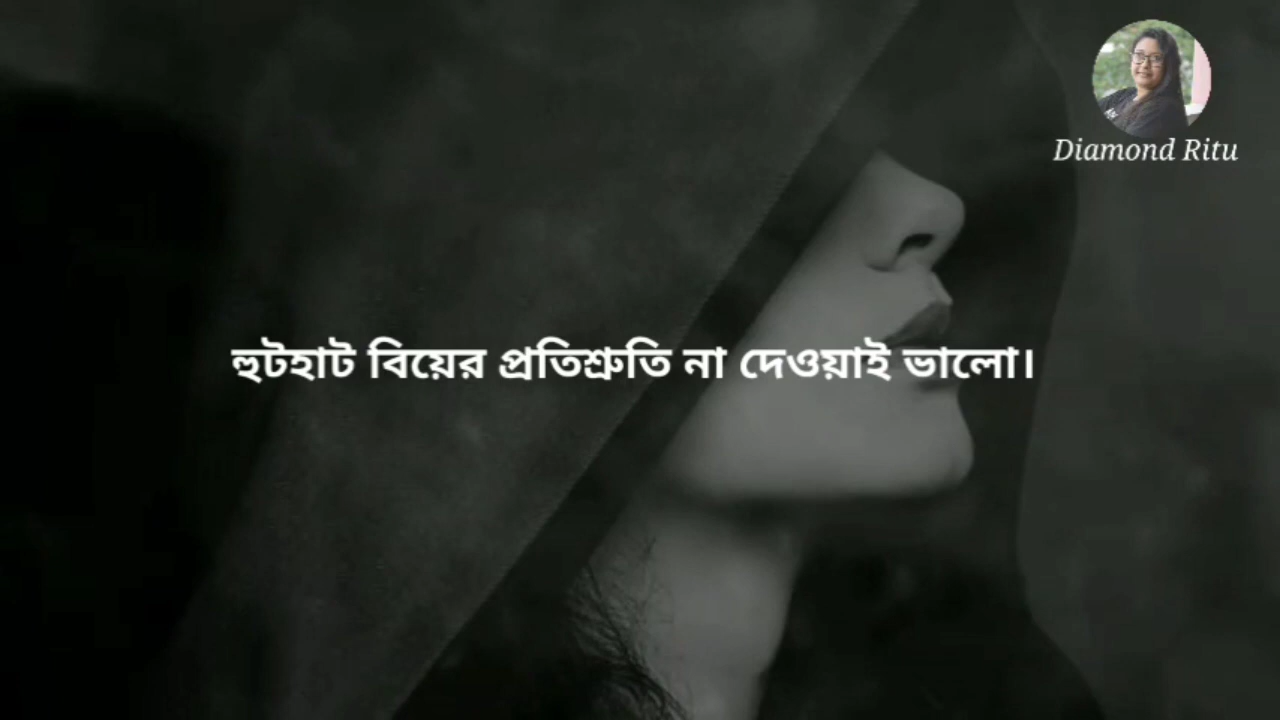 Diamond Ritu
হুটহাট বিয়ের প্রতিশ্রুতি না দেওয়াই ভালো।